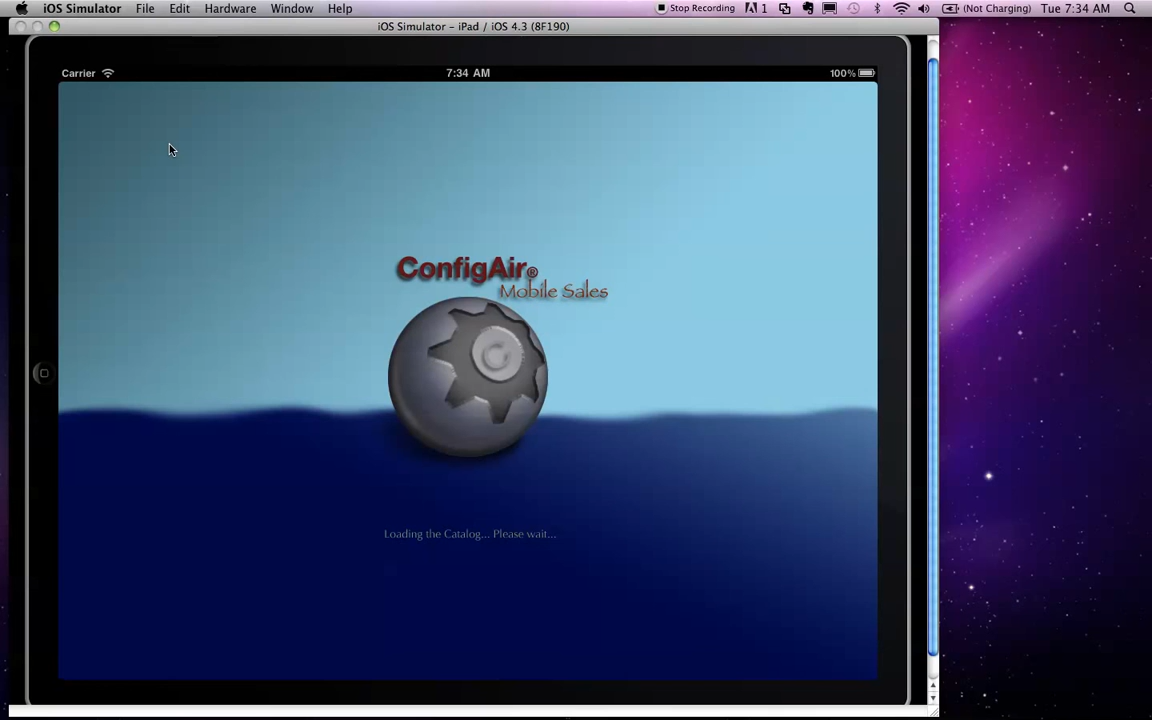 iOS Simulator File Edit Hardware Window Help Stop Recording 1 (Not Charging) Tue 7:34 AM
iOS Simulator - iPad / iOS 4.3 (8F190)
Carrier 7:34 AM 100%
ConfigAir®
Mobile Sales
Loading the Catalog... Please wait...